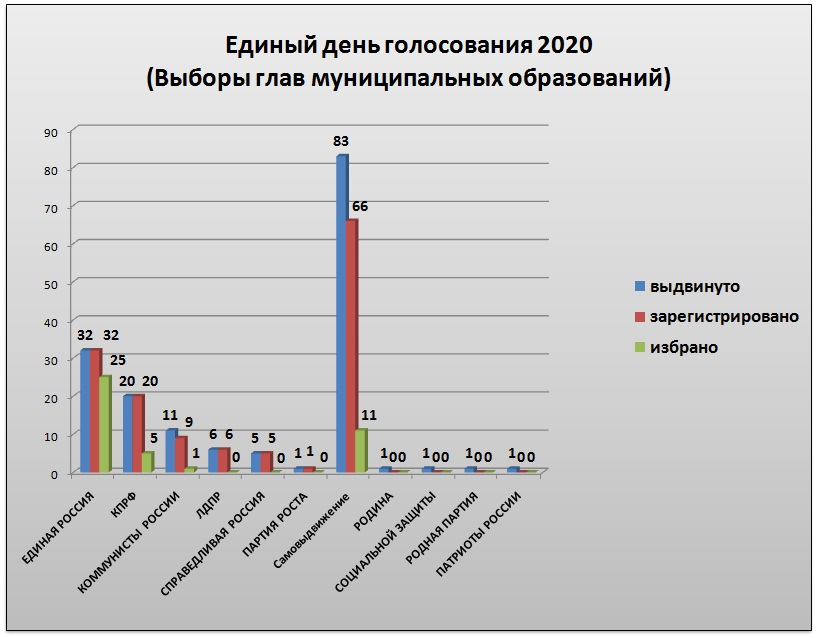 Единый день голосования 2020
(Выборы глав муниципальных образований)
90
80
70
60
50
40
30
20
10
0
32 32 25
20 20 5
11 9 1
6 6 0
5 5 0
1 1 0
83 66 11
1 0 0
1 0 0
1 0 0
1 0 0
ЕДИНАЯ РОССИЯ
КПРФ
КОММУНИСТЫ РОССИИ
ЛДПР
СПРАВЕДЛИВАЯ РОССИЯ
ПАРТИЯ РОСТА
Самовыдвижение
РОДИНА
СОЦИАЛЬНОЙ ЗАЩИТЫ
РОДНАЯ ПАРТИЯ
ПАТРИОТЫ РОССИИ
выдвинуто
зарегистрировано
избрано